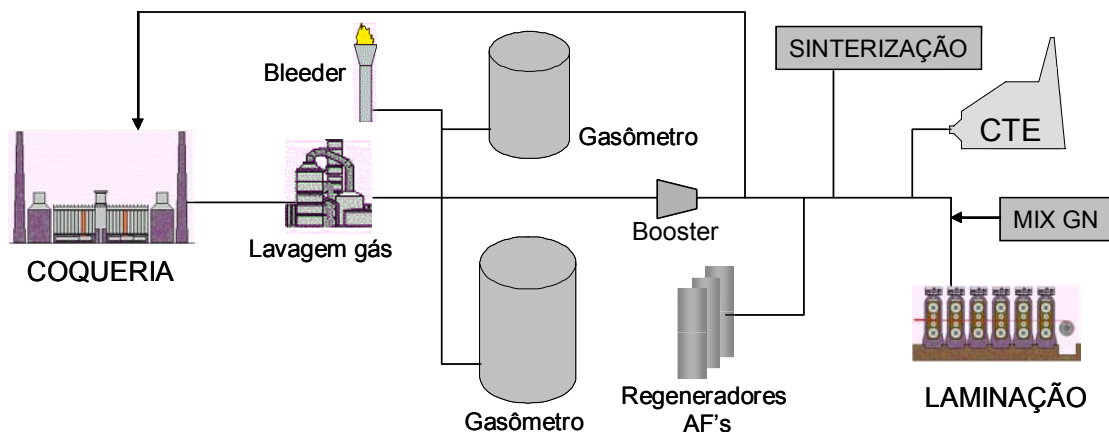 SINTERIZAÇÃO
Bleeder
Gasômetro
CTE
COQUERIA
Lavagem gás
Booster
MIX GN
Gasômetro
Regeneradores
AF's
LAMINAÇÃO